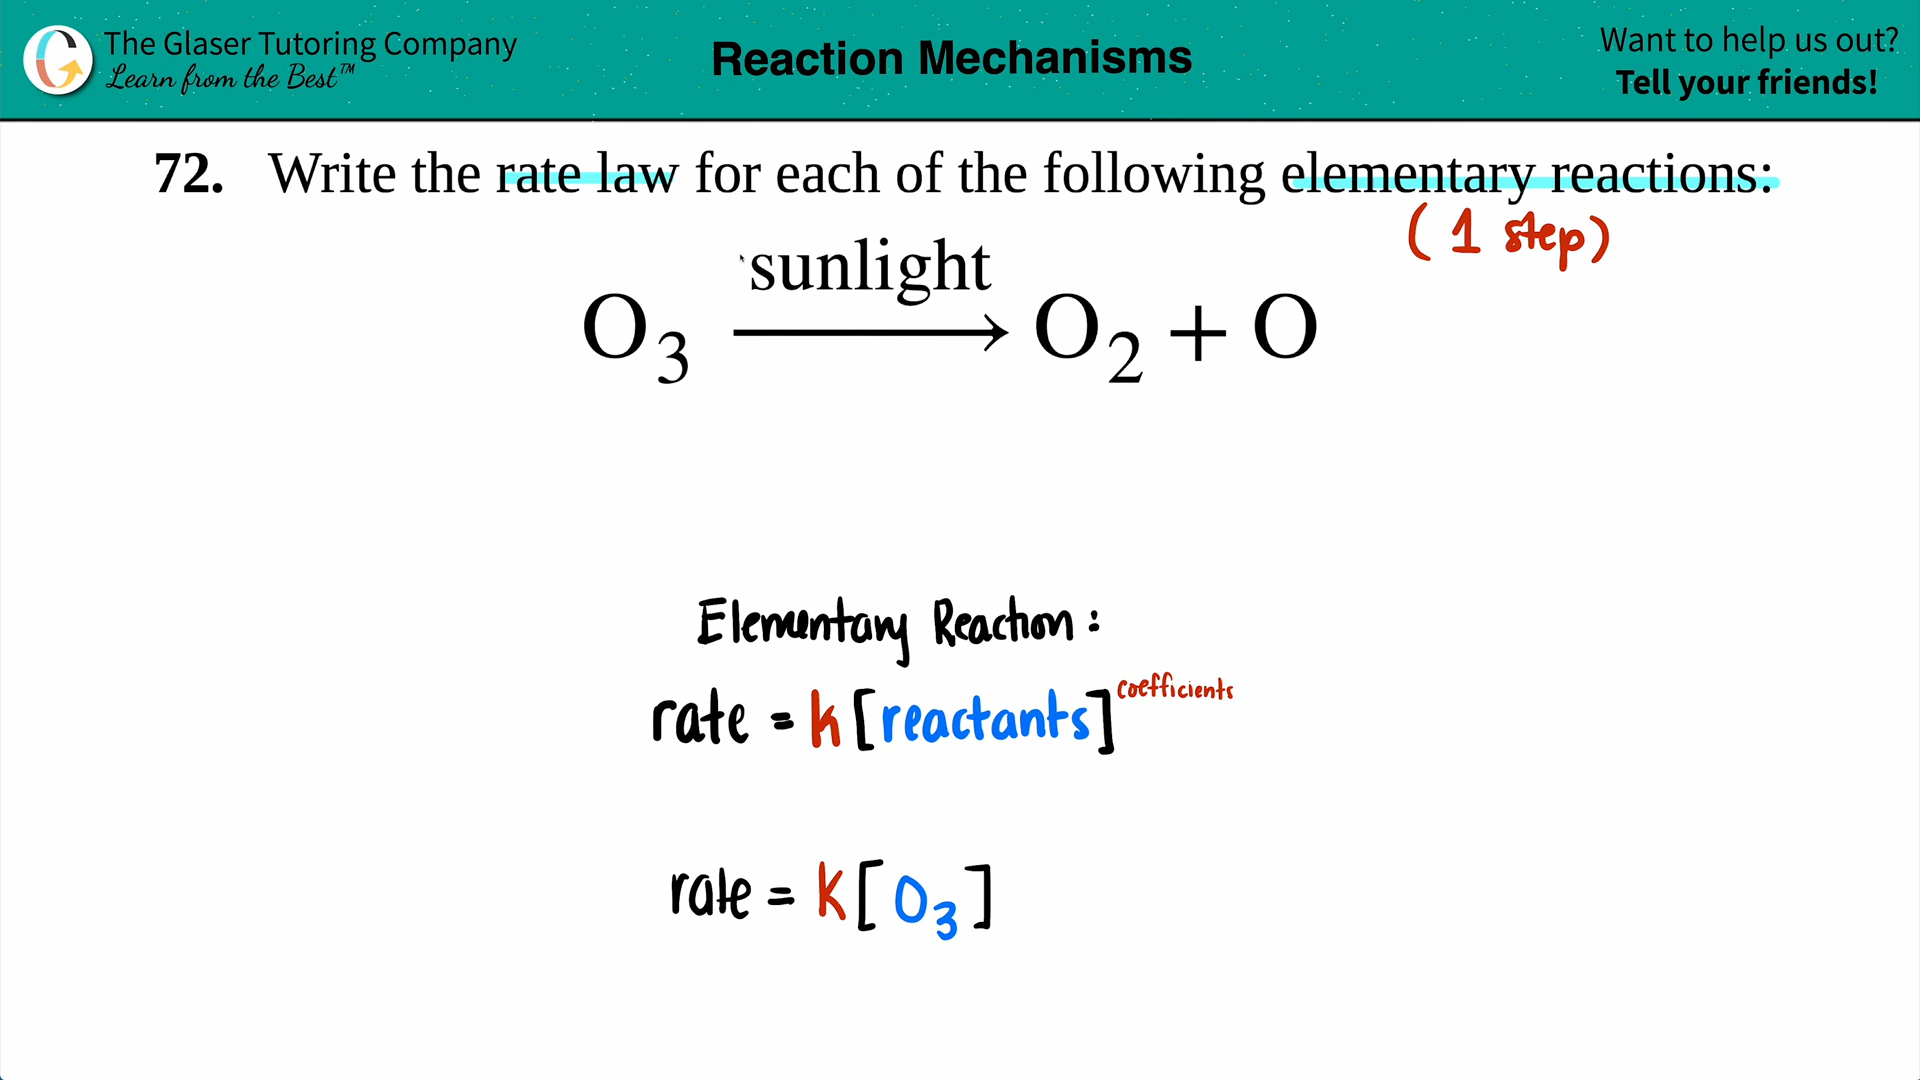 The Glaser Tutoring Company
Learn from the Best™
Reaction Mechanisms
Want to help us out?
Tell your friends!
72. Write the rate law for each of the following elementary reactions:
(1 step)
sunlight
O₃ ⟶ O₂ + O
Elementary Reaction:
rate = k[reactants]^coefficients
rate = k[O₃]